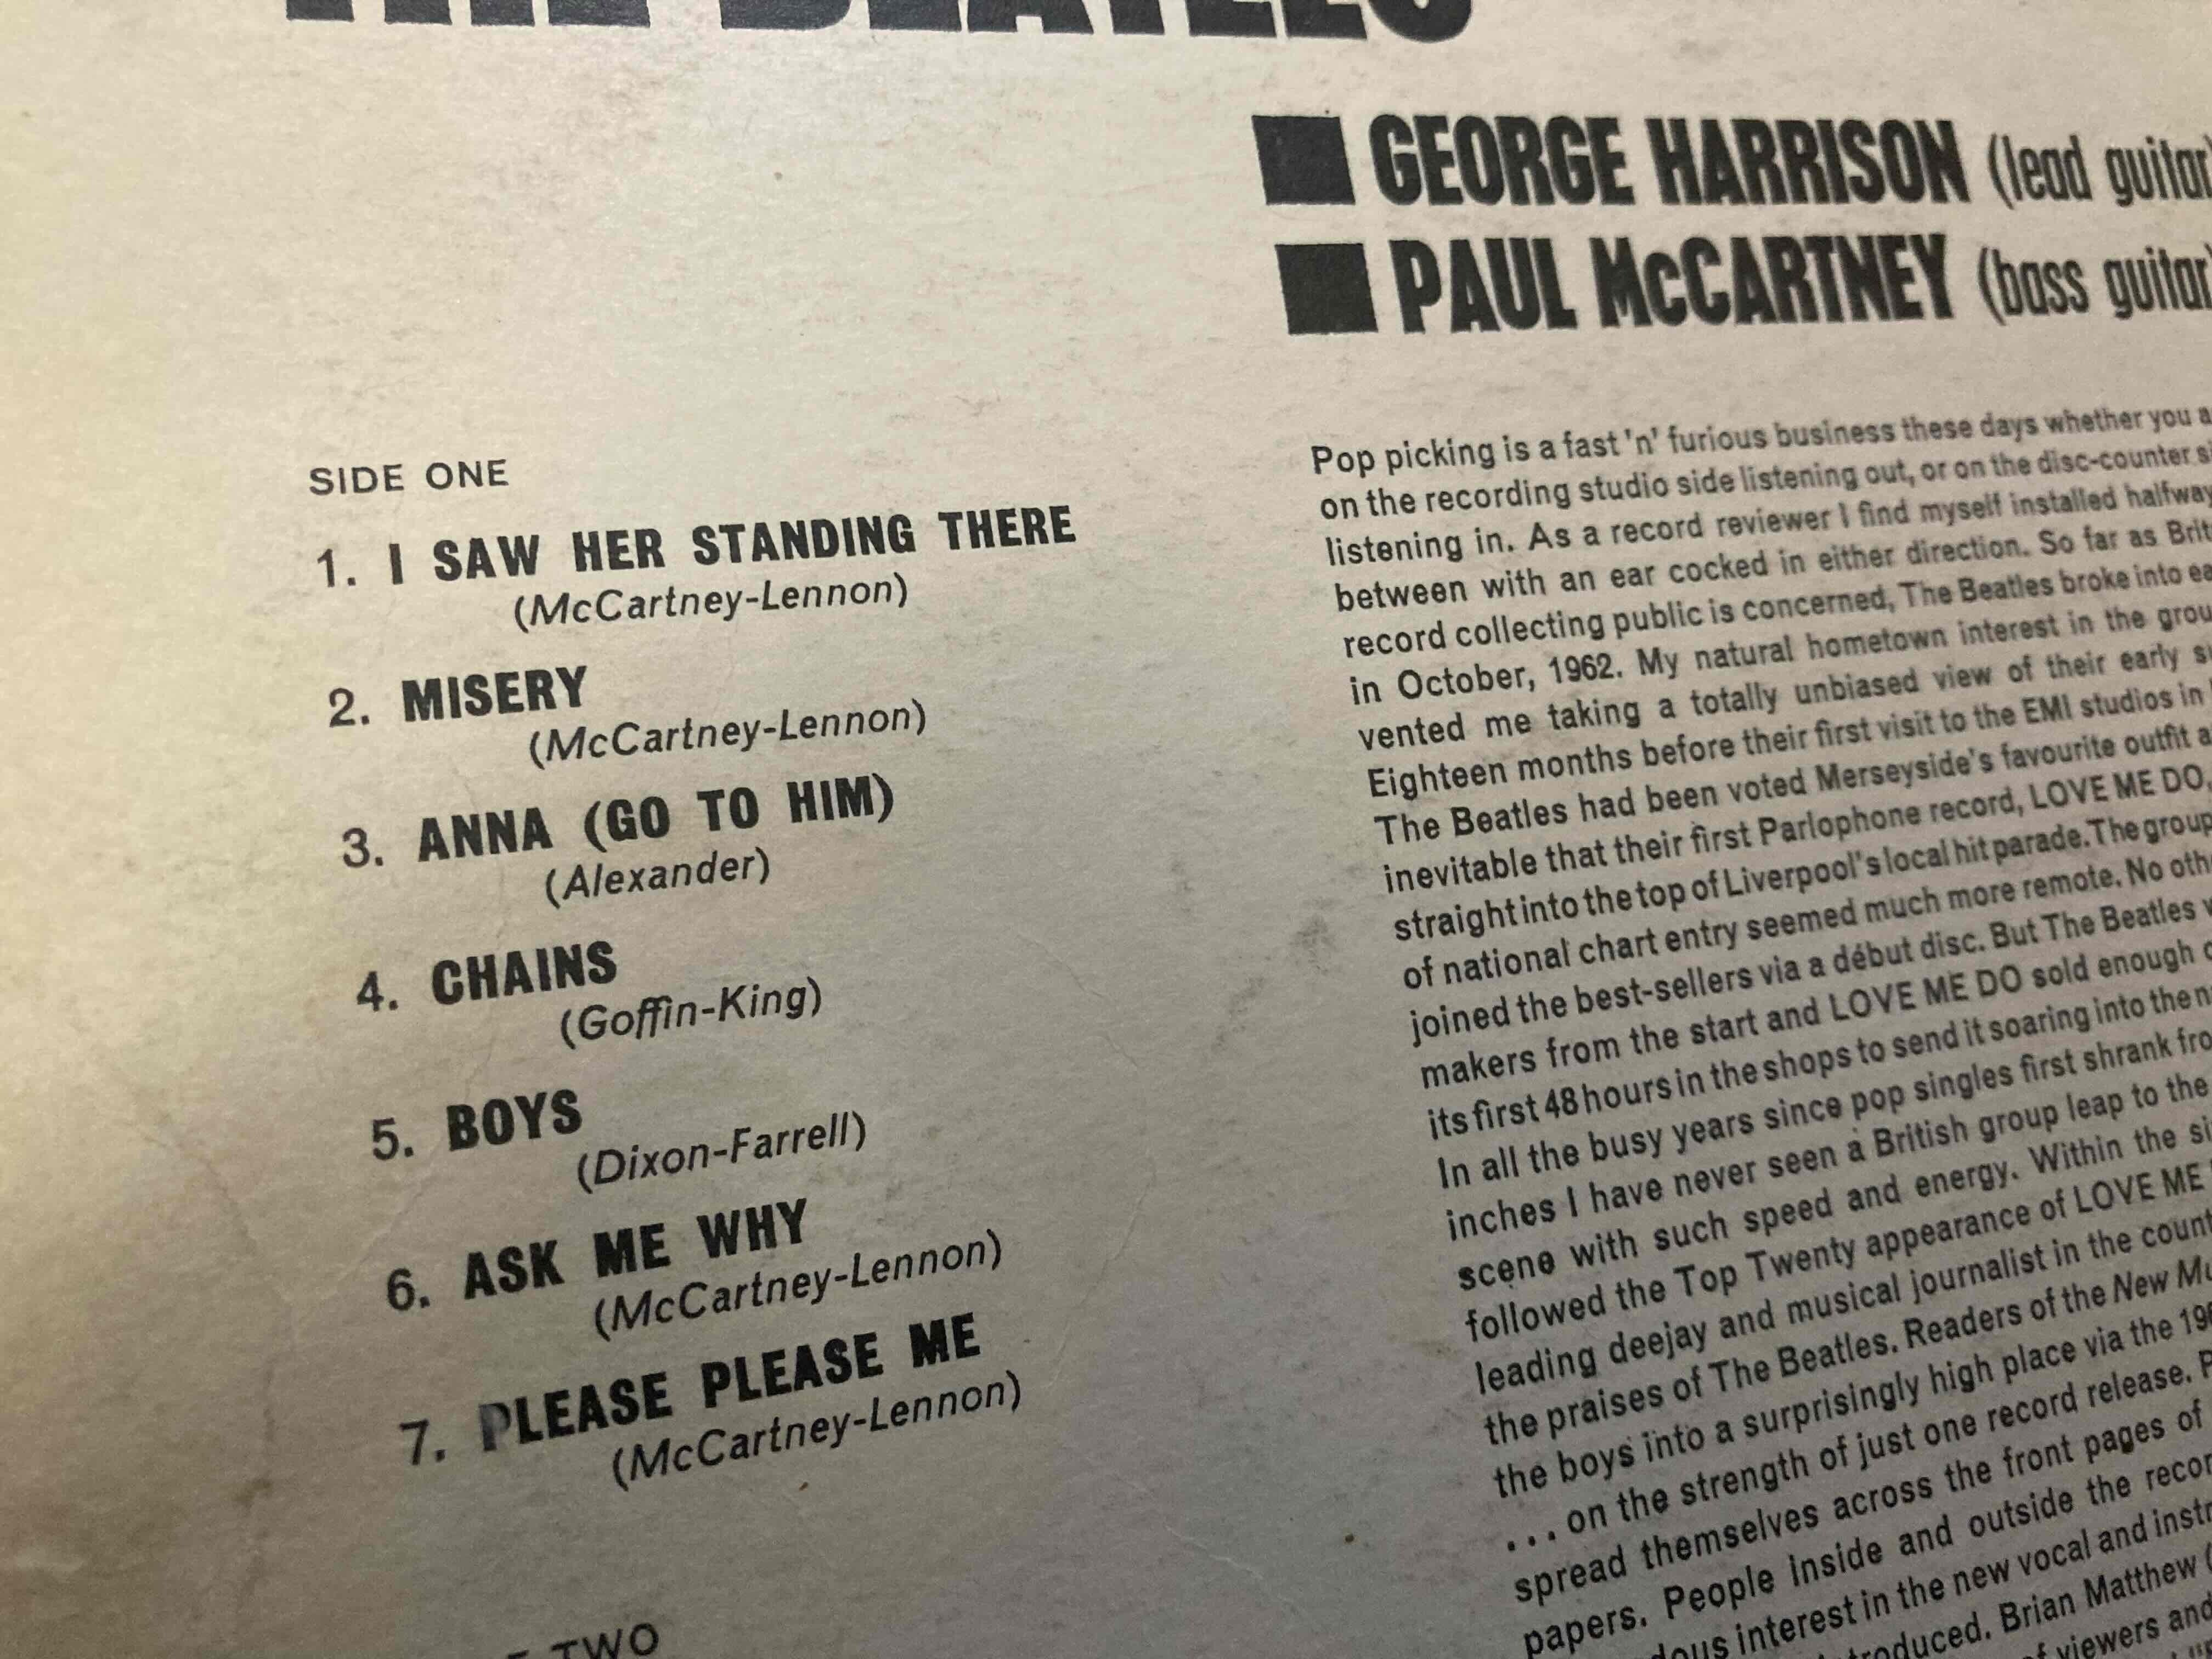 THE BEATLES
GEORGE HARRISON (lead guitar)
PAUL McCARTNEY (bass guitar)
SIDE ONE
1. I SAW HER STANDING THERE
(McCartney-Lennon)
2. MISERY
(McCartney-Lennon)
3. ANNA (GO TO HIM)
(Alexander)
4. CHAINS
(Goffin-King)
5. BOYS
(Dixon-Farrell)
6. ASK ME WHY
(McCartney-Lennon)
7. PLEASE PLEASE ME
(McCartney-Lennon)
TWO
Pop picking is a fast 'n' furious business these days whether you
on the recording studio side listening out, or on the disc-counter
listening in. As a record reviewer I find myself installed halfway
between with an ear cocked in either direction. So far as
record collecting public is concerned, The Beatles broke into
in October, 1962. My natural hometown interest in the
vented me taking a totally unbiased view of their early
Eighteen months before their first visit to the EMI studios in
The Beatles had been voted Merseyside's favourite outfit
inevitable that their first Parlophone record, LOVE ME DO,
straight into the top of Liverpool's local hit parade. The group
of national chart entry seemed much more remote. No
joined the best-sellers via a début disc. But The Beatles
makers from the start and LOVE ME DO sold enough
its first 48 hours in the shops to send it soaring into the
In all the busy years since pop singles first shrank
inches I have never seen a British group leap to the
scene with such speed and energy. Within the
followed the Top Twenty appearance of LOVE ME
leading deejay and musical journalist in the
the praises of The Beatles. Readers of the New
the boys into a surprisingly high place via the
... on the strength of just one record release.
spread themselves across the front pages of
papers. People inside and outside the
interest in the new vocal and
Brian Matthew
viewers and